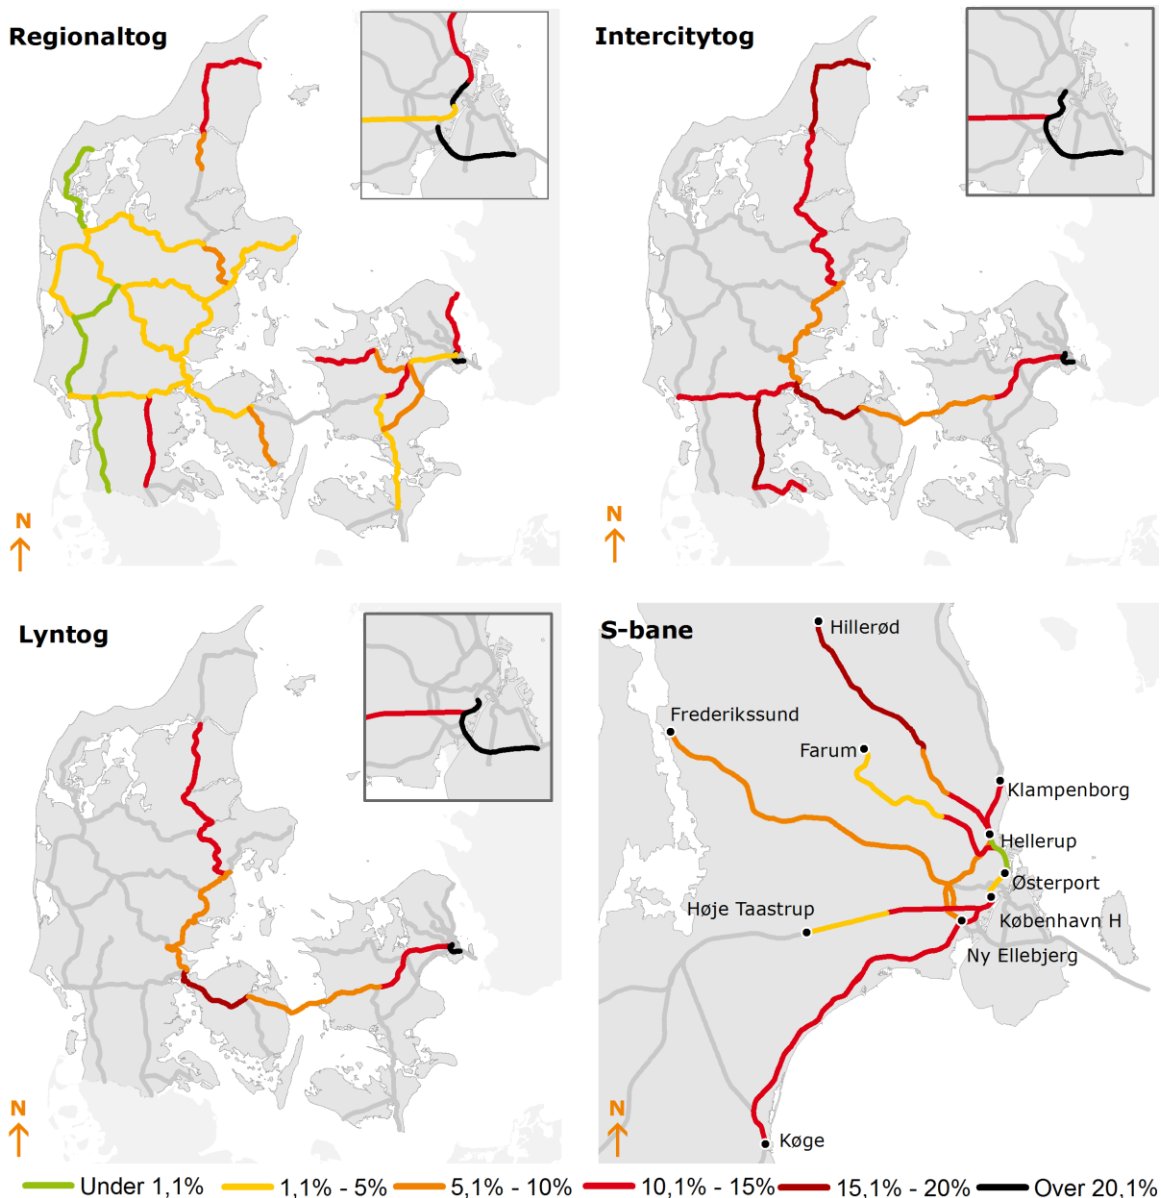 Regionaltog
Intercitytog
N
N
Lyntog
S-bane
Hillerød
Frederikssund
Farum
Klampenborg
Hellerup
Østerport
Høje Taastrup
København H
Ny Ellebjerg
N
N
Køge
Under 1,1%
1,1% - 5%
5,1% - 10%
10,1% - 15%
15,1% - 20%
Over 20,1%